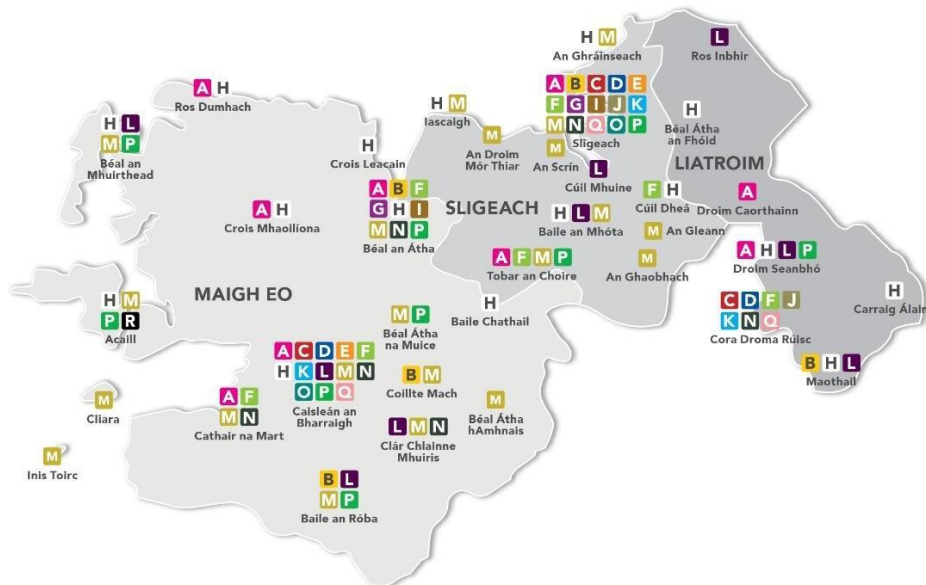 H M
An Ghráinseach
L
Ros Inbhir
A H
Ros Dumhach
H L
M P
Béal an
Mhuirthead
H M
Iascaigh
M
An Droim
Mór Thiar
A B C D E
F G I J K
M N Q O P
Sligeach
M
An Scrín
H
Béal Átha
an Fhóid
LIATROIM
H
Crois Leacain
L
Cúil Mhuine
A B F
G H I
M N P
Béal an Átha
SLIGEACH
F H
Cúil Dheá
A
Droim Caorthainn
A H
Crois Mhaoilíona
H L M
Baile an Mhóta
M
An Gleann
A F M P
Tobar an Choire
M
An Ghaobhach
A H L P
Droim Seanbhó
H M
P R
Acaill
MAIGH EO
H
Baile Chathail
C D F J
K N Q
Cora Droma Rúisc
H
Carraig Álainn
M P
Béal Átha
na Muice
A C D E F
H K L M N
O P Q
Caisleán an
Bharraigh
B M
Coillte Mach
B H L
Maothail
M
Cliara
A F
M N
Cathair na Mart
M
Béal Átha
hAmhnais
L M N
Clár Chlainne
Mhuiris
M
Inis Toirc
B L
M P
Baile an Róba